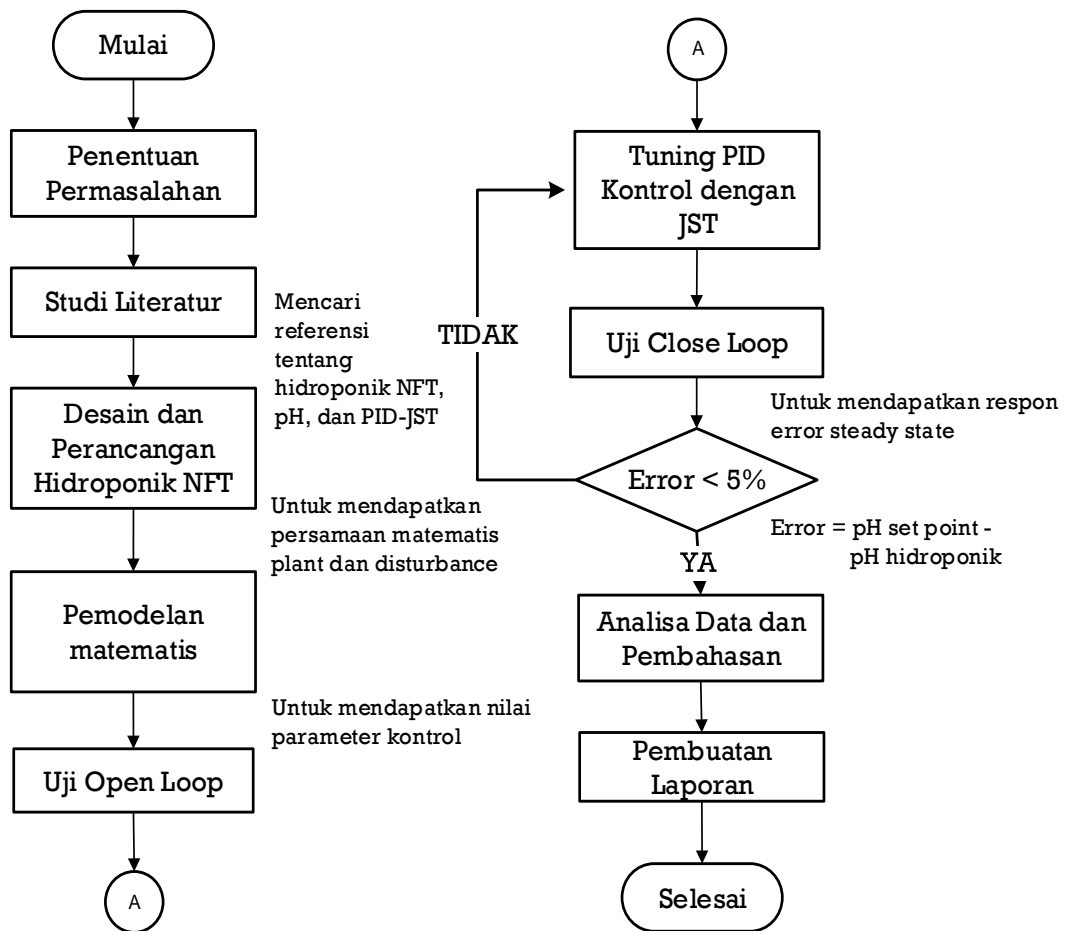 Mulai
Penentuan
Permasalahan
Studi Literatur
Mencari
referensi
tentang
hidroponik NFT,
pH, dan PID-JST
Desain dan
Perancangan
Hidroponik NFT
Untuk mendapatkan
persamaan matematis
plant dan disturbance
Pemodelan
matematis
Untuk mendapatkan nilai
parameter kontrol
Uji Open Loop
A
A
Tuning PID
Kontrol dengan
JST
TIDAK
Uji Close Loop
Untuk mendapatkan respon
error steady state
Error < 5%
Error = pH set point -
pH hidroponik
YA
Analisa Data dan
Pembahasan
Pembuatan
Laporan
Selesai